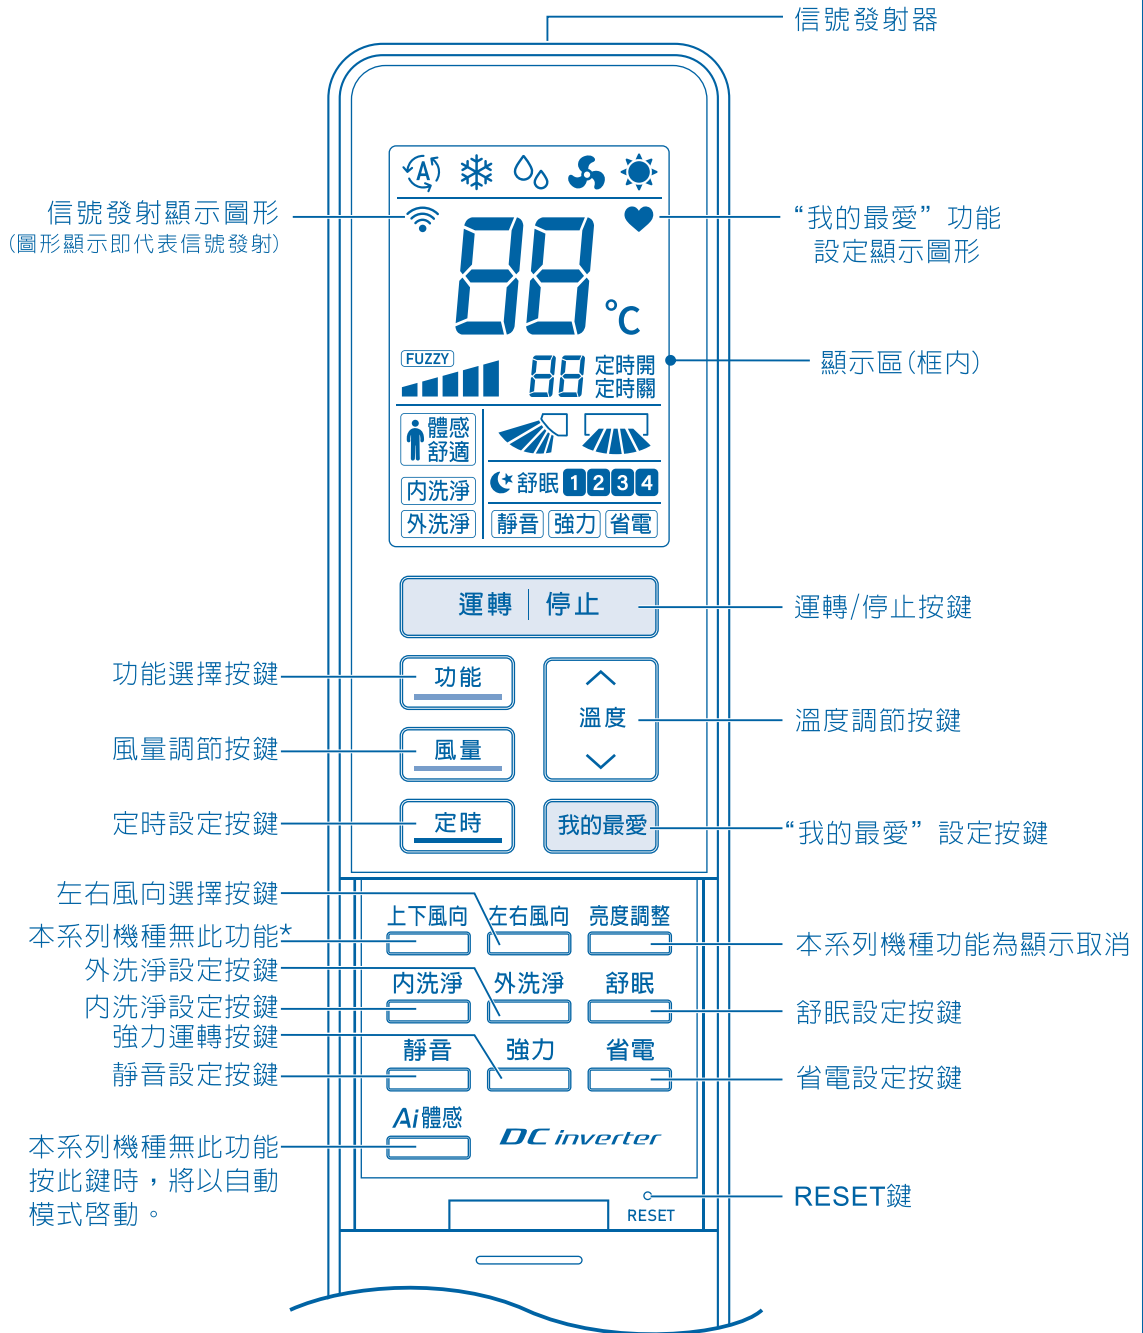 信號發射器
A
信號發射顯示圖形
(圖形顯示即代表信號發射)
“我的最愛”功能
設定顯示圖形
88
°C
顯示區(框内)
FUZZY
88
定時開
定時關
體感
舒適
内洗淨
外洗淨
舒眠 1 2 3 4
靜音 強力 省電
運轉 | 停止
運轉/停止按鍵
功能選擇按鍵
功能
溫度
溫度調節按鍵
風量調節按鍵
風量
定時設定按鍵
定時
我的最愛
“我的最愛”設定按鍵
左右風向選擇按鍵
本系列機種無此功能*
外洗淨設定按鍵
内洗淨設定按鍵
強力運轉按鍵
靜音設定按鍵
上下風向 左右風向 亮度調整
本系列機種功能為顯示取消
内洗淨 外洗淨 舒眠
舒眠設定按鍵
靜音 強力 省電
省電設定按鍵
Ai體感
DC inverter
本系列機種無此功能
按此鍵時，將以自動
模式啓動。
RESET
RESET鍵